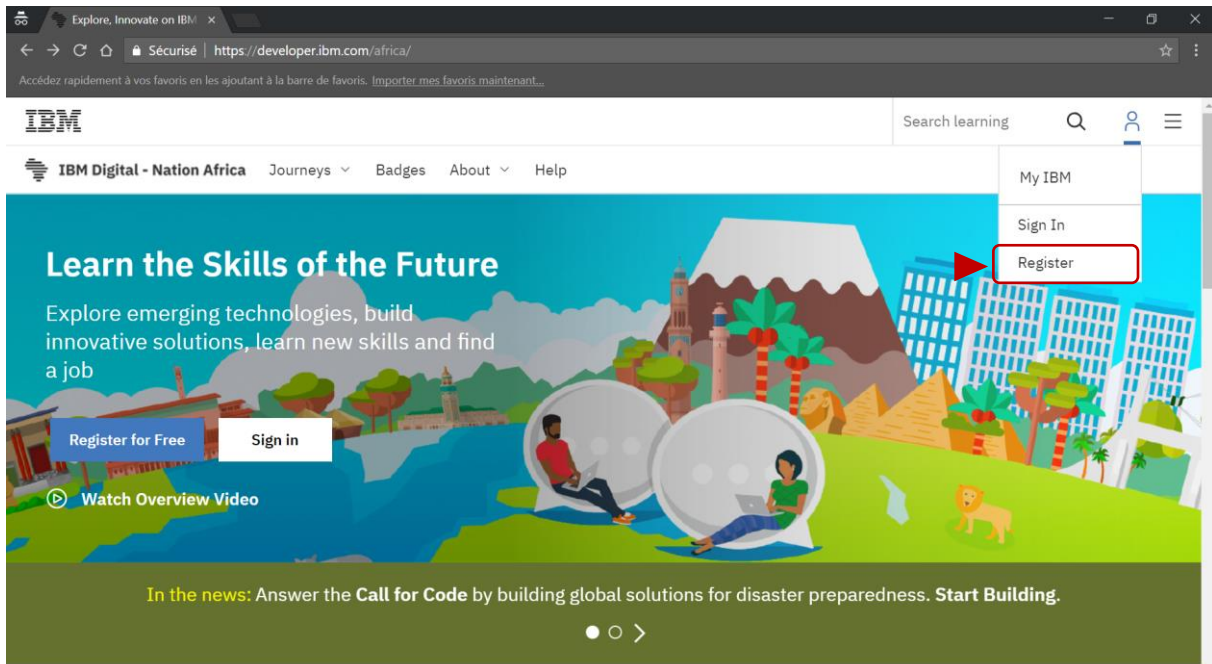 Explore, Innovate on IBM
Sécurisé | https://developer.ibm.com/africa/
Accédez rapidement à vos favoris en les ajoutant à la barre de favoris. Importer mes favoris maintenant...
IBM
Search learning
IBM Digital - Nation Africa Journeys Badges About Help
My IBM
Sign In
Register
Learn the Skills of the Future
Explore emerging technologies, build
innovative solutions, learn new skills and find
a job
Register for Free Sign in
Watch Overview Video
In the news: Answer the Call for Code by building global solutions for disaster preparedness. Start Building.